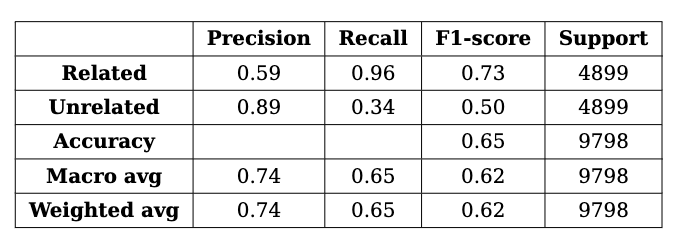 Precision Recall F1-score Support
Related 0.59 0.96 0.73 4899
Unrelated 0.89 0.34 0.50 4899
Accuracy 0.65 9798
Macro avg 0.74 0.65 0.62 9798
Weighted avg 0.74 0.65 0.62 9798